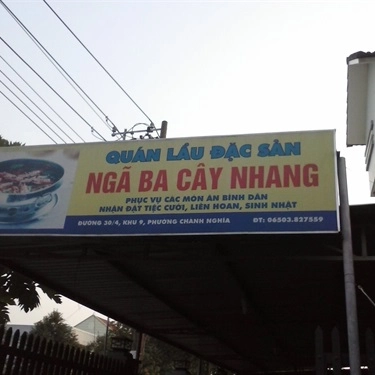 QUÁN LẨU ĐẶC SẢN
NGÃ BA CÂY NHANG
PHỤC VỤ CÁC MÓN ĂN BÌNH DÂN
NHẬN ĐẶT TIỆC CƯỚI, LIÊN HOAN, SINH NHẬT
ĐƯỜNG 30/4, KHU 9, PHƯỜNG CHÁNH NGHĨA ĐT: 06503.827559